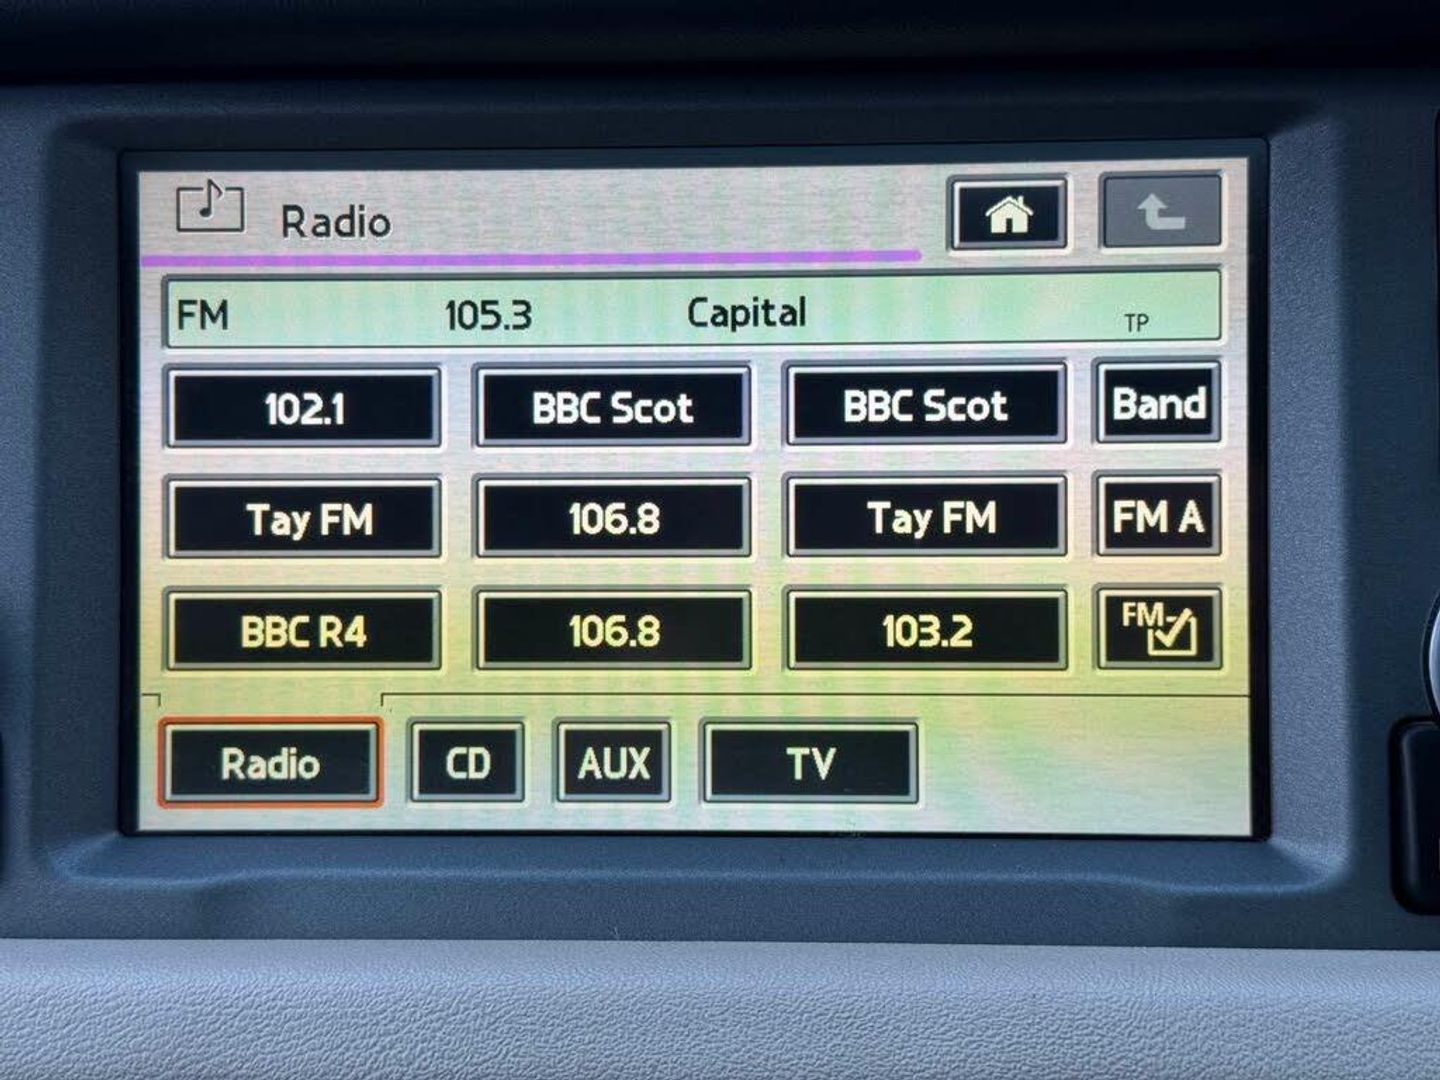 Radio
FM 105.3 Capital TP
102.1 BBC Scot BBC Scot Band
Tay FM 106.8 Tay FM FM A
BBC R4 106.8 103.2 FM
Radio CD AUX TV